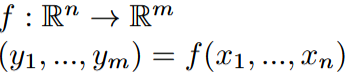 f : ℝⁿ → ℝᵐ
(y₁, ..., yₘ) = f(x₁, ..., xₙ)